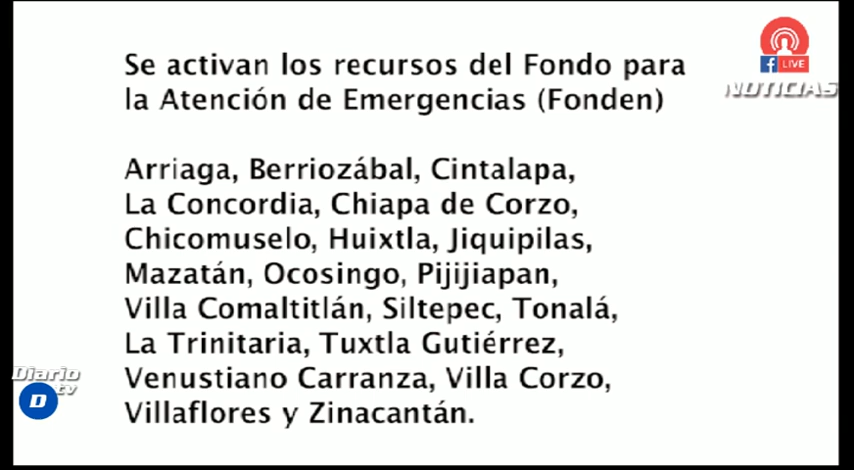 Se activan los recursos del Fondo para
la Atención de Emergencias (Fonden)
Arriaga, Berriozábal, Cintalapa,
La Concordia, Chiapa de Corzo,
Chicomuselo, Huixtla, Jiquipilas,
Mazatán, Ocosingo, Pijijiapan,
Villa Comaltitlán, Siltepec, Tonalá,
La Trinitaria, Tuxtla Gutiérrez,
Venustiano Carranza, Villa Corzo,
Villaflores y Zinacantán.
f LIVE
NOTICIAS
Diario
tv
D